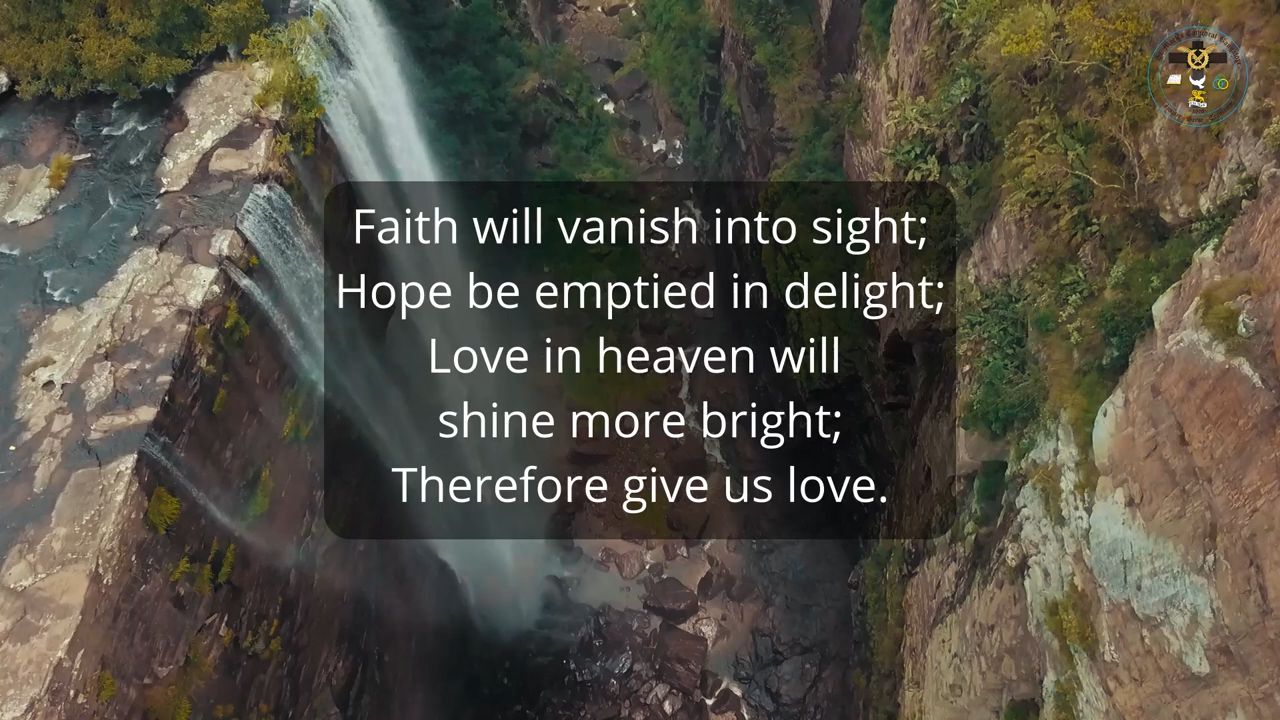 Faith will vanish into sight;
Hope be emptied in delight;
Love in heaven will
shine more bright;
Therefore give us love.